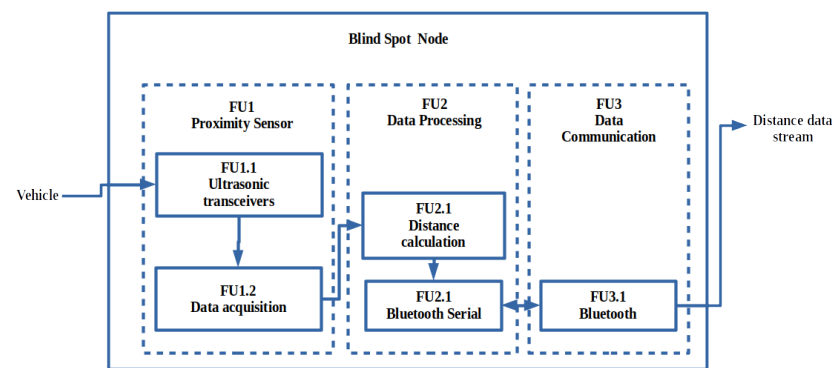 Blind Spot Node
FU1
Proximity Sensor
FU2
Data Processing
FU3
Data
Communication
Distance data
stream
FU1.1
Ultrasonic
transceivers
Vehicle
FU2.1
Distance
calculation
FU1.2
Data acquisition
FU2.1
Bluetooth Serial
FU3.1
Bluetooth